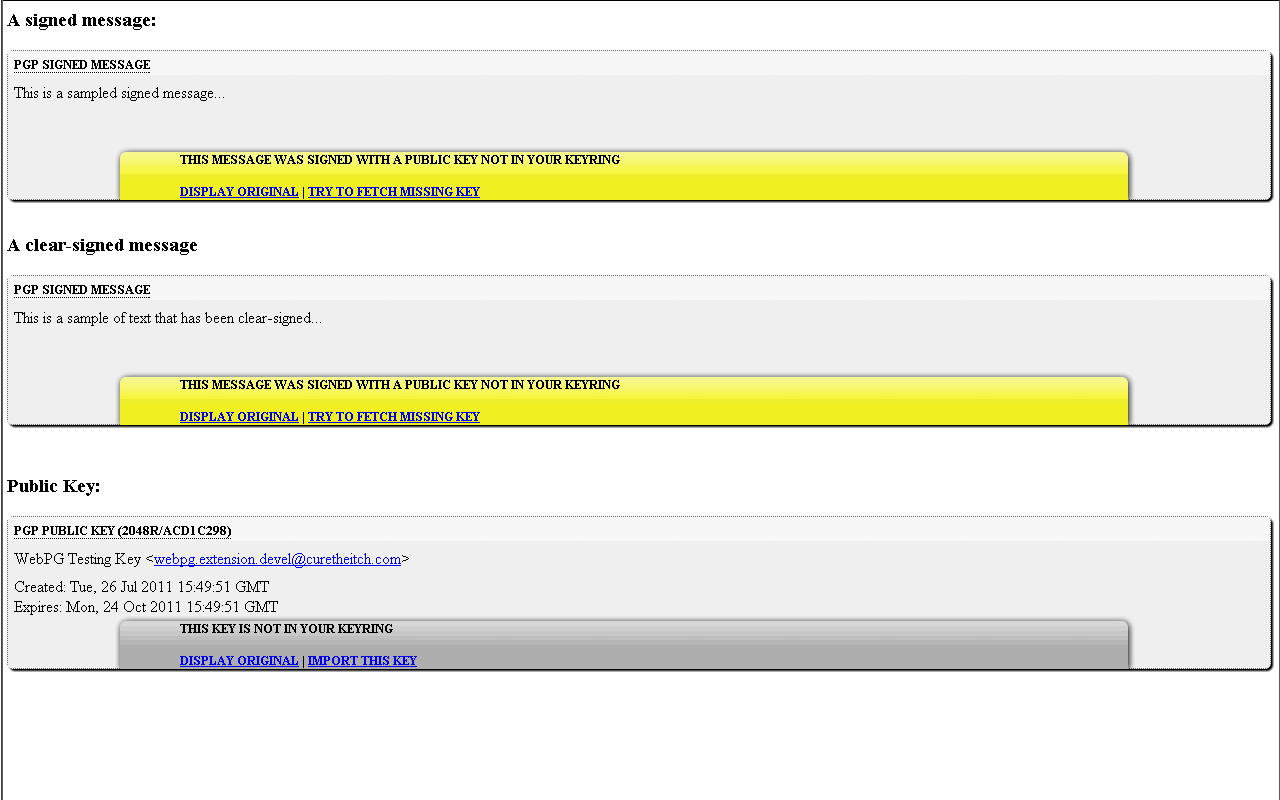 A signed message:
PGP SIGNED MESSAGE
This is a sampled signed message...
THIS MESSAGE WAS SIGNED WITH A PUBLIC KEY NOT IN YOUR KEYRING
DISPLAY ORIGINAL | TRY TO FETCH MISSING KEY
A clear-signed message
PGP SIGNED MESSAGE
This is a sample of text that has been clear-signed...
THIS MESSAGE WAS SIGNED WITH A PUBLIC KEY NOT IN YOUR KEYRING
DISPLAY ORIGINAL | TRY TO FETCH MISSING KEY
Public Key:
PGP PUBLIC KEY (2048R/ACD1C298)
WebPG Testing Key <webpg.extension.devel@curetheitch.com>
Created: Tue, 26 Jul 2011 15:49:51 GMT
Expires: Mon, 24 Oct 2011 15:49:51 GMT
THIS KEY IS NOT IN YOUR KEYRING
DISPLAY ORIGINAL | IMPORT THIS KEY